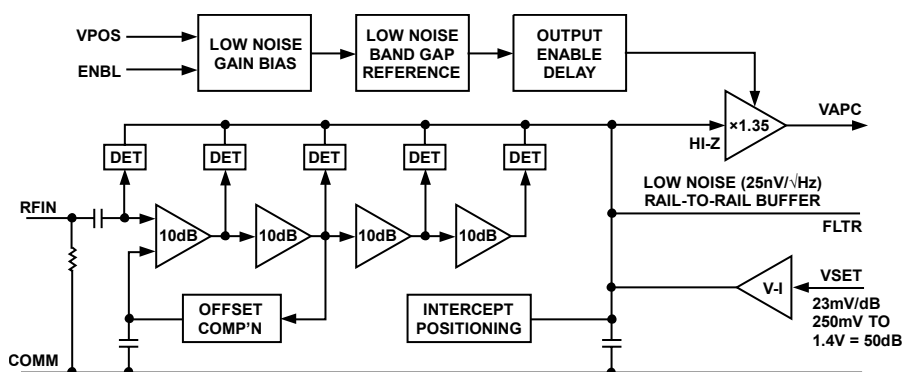 VPOS
ENBL
LOW NOISE
GAIN BIAS
LOW NOISE
BAND GAP
REFERENCE
OUTPUT
ENABLE
DELAY
×1.35
HI-Z
VAPC
DET
DET
DET
DET
DET
LOW NOISE (25nV/√Hz)
RAIL-TO-RAIL BUFFER
FLTR
RFIN
10dB
10dB
10dB
10dB
V-I
VSET
23mV/dB
250mV TO
1.4V = 50dB
OFFSET
COMP'N
INTERCEPT
POSITIONING
COMM